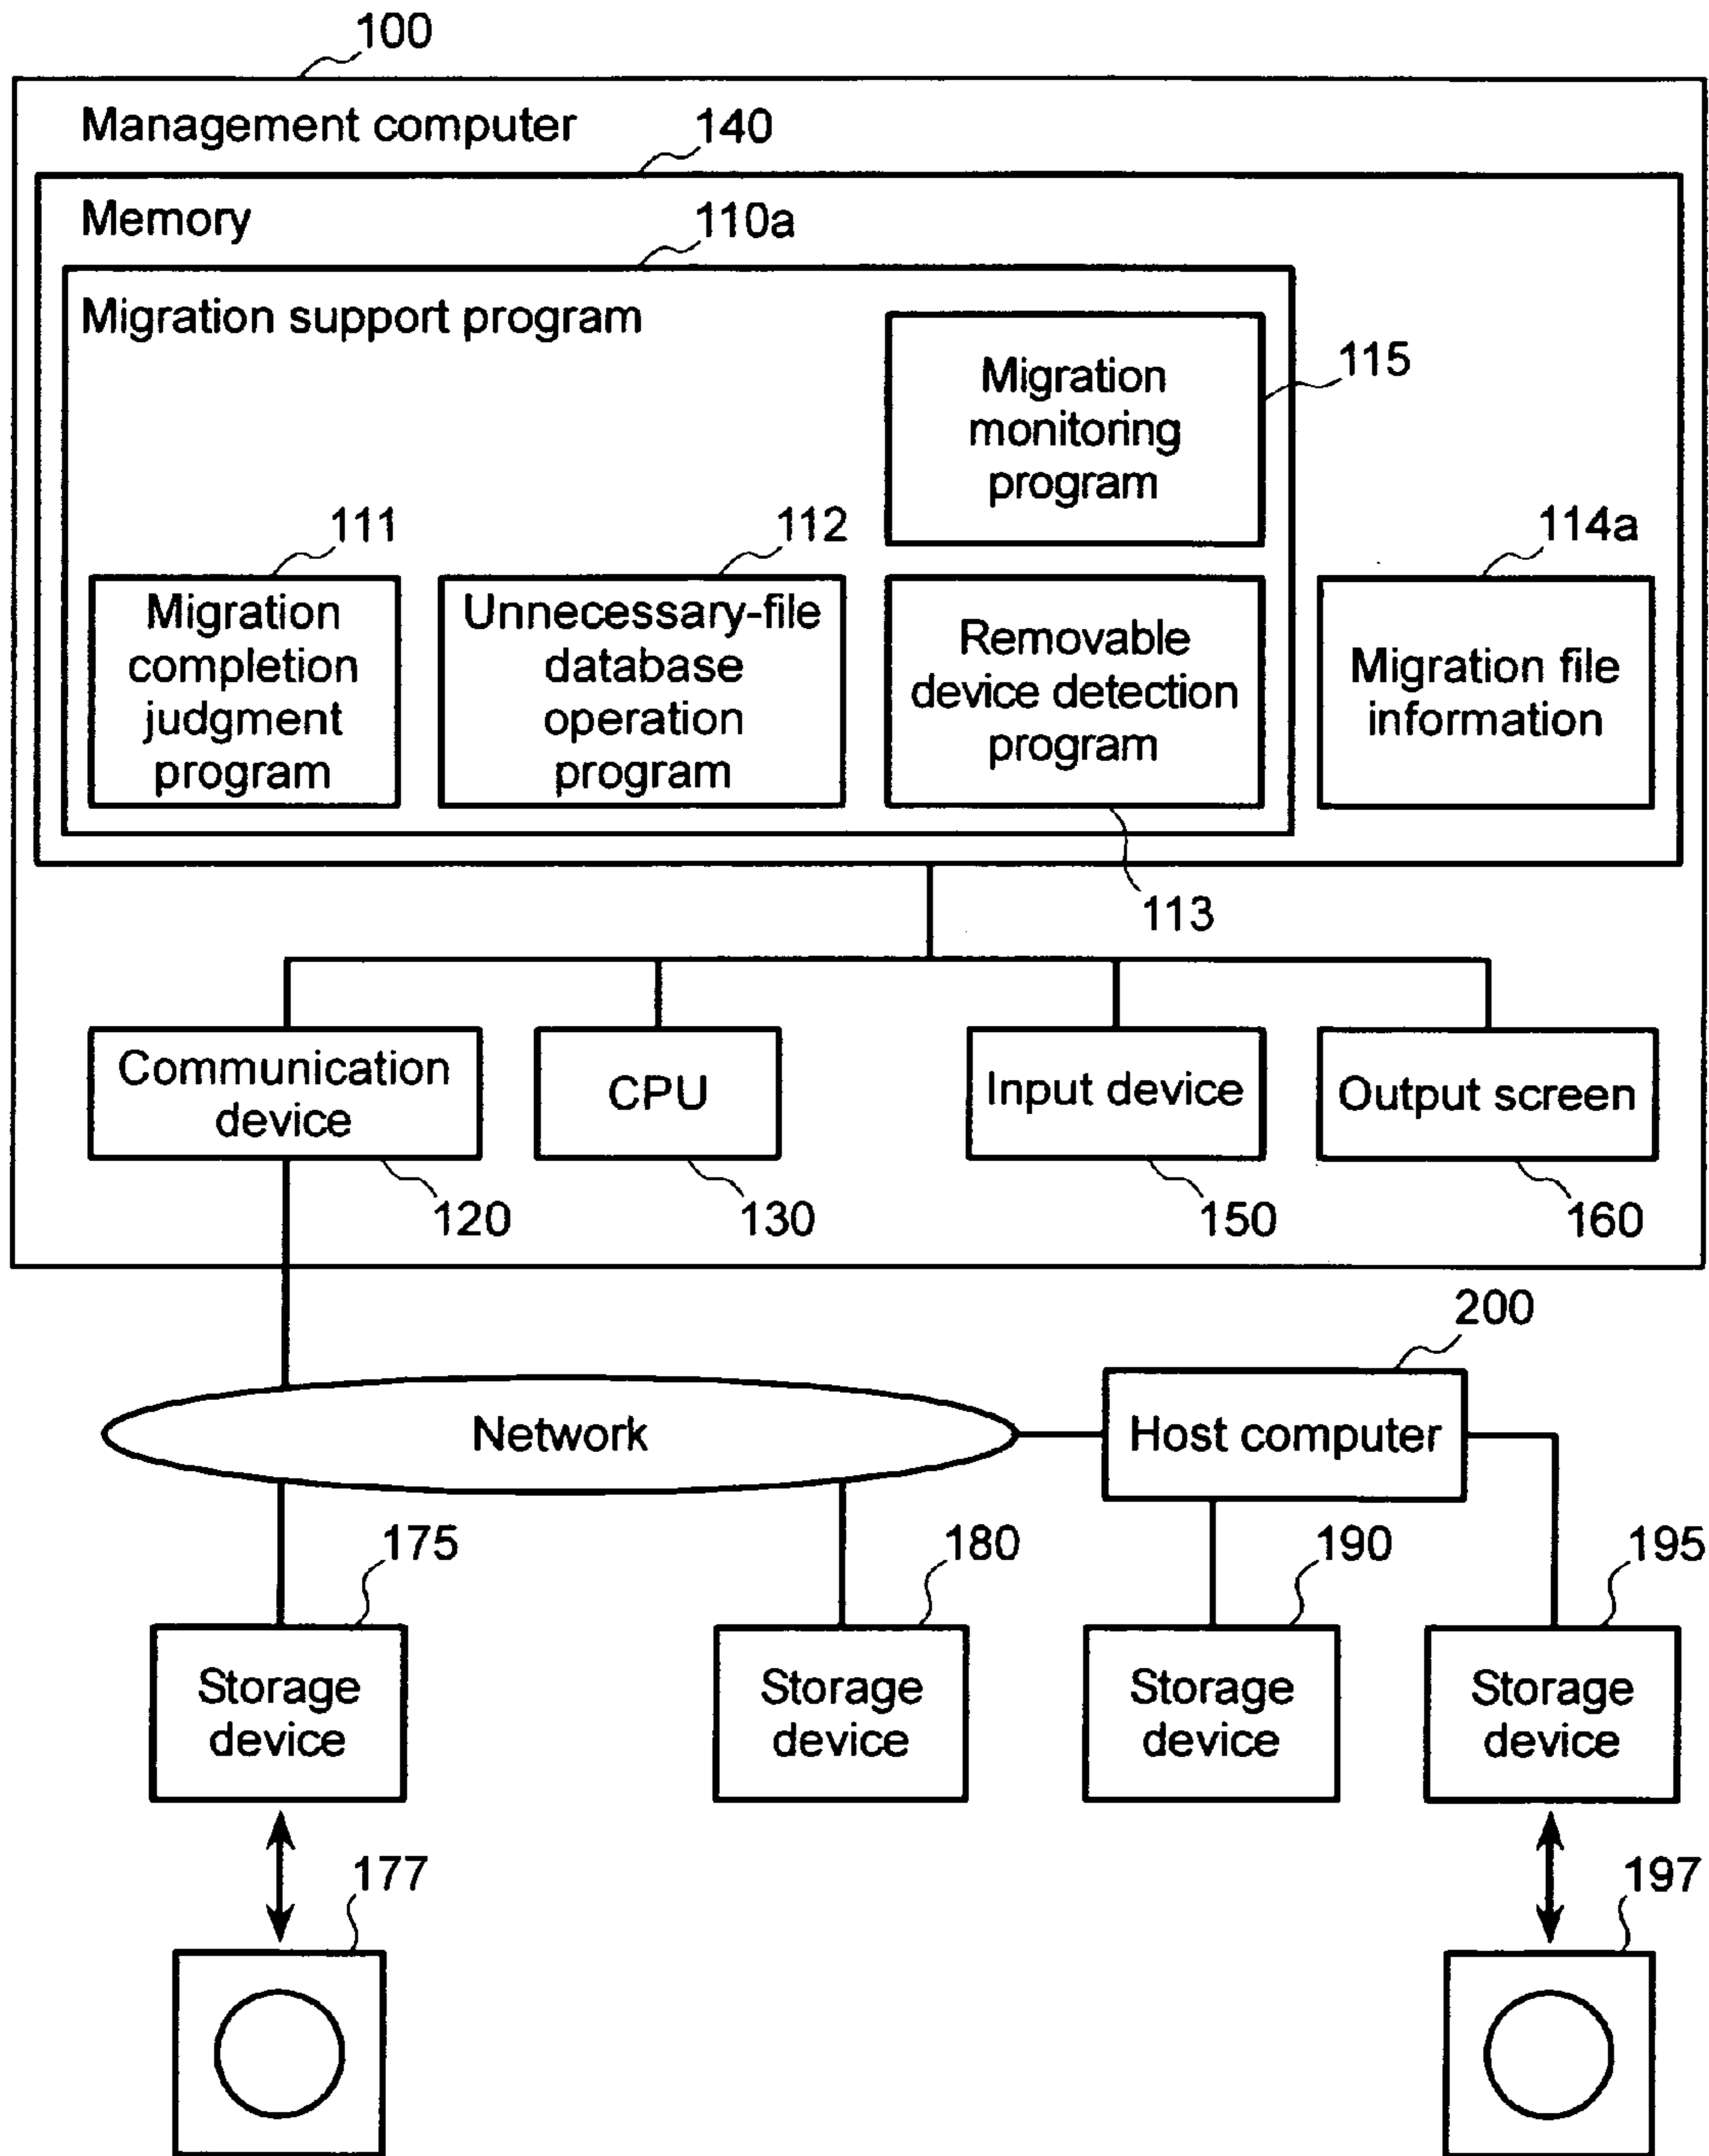 100
Management computer
140
Memory
110a
Migration support program
Migration
monitoring
program
115
111
112
114a
Migration
completion
judgment
program
Unnecessary-file
database
operation
program
Removable
device detection
program
Migration file
information
113
Communication
device
CPU
Input device
Output screen
120
130
150
160
200
Network
Host computer
175
180
190
195
Storage
device
Storage
device
Storage
device
Storage
device
177
197